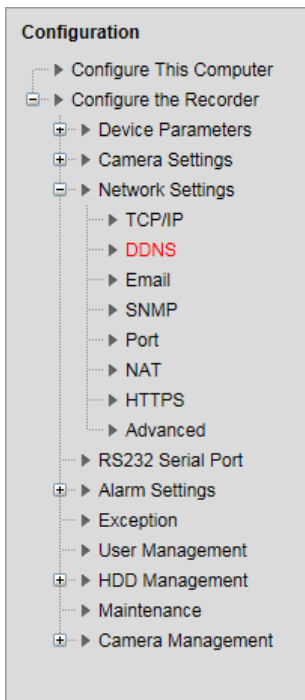 Configuration
Configure This Computer
Configure the Recorder
Device Parameters
Camera Settings
Network Settings
TCP/IP
DDNS
Email
SNMP
Port
NAT
HTTPS
Advanced
RS232 Serial Port
Alarm Settings
Exception
User Management
HDD Management
Maintenance
Camera Management